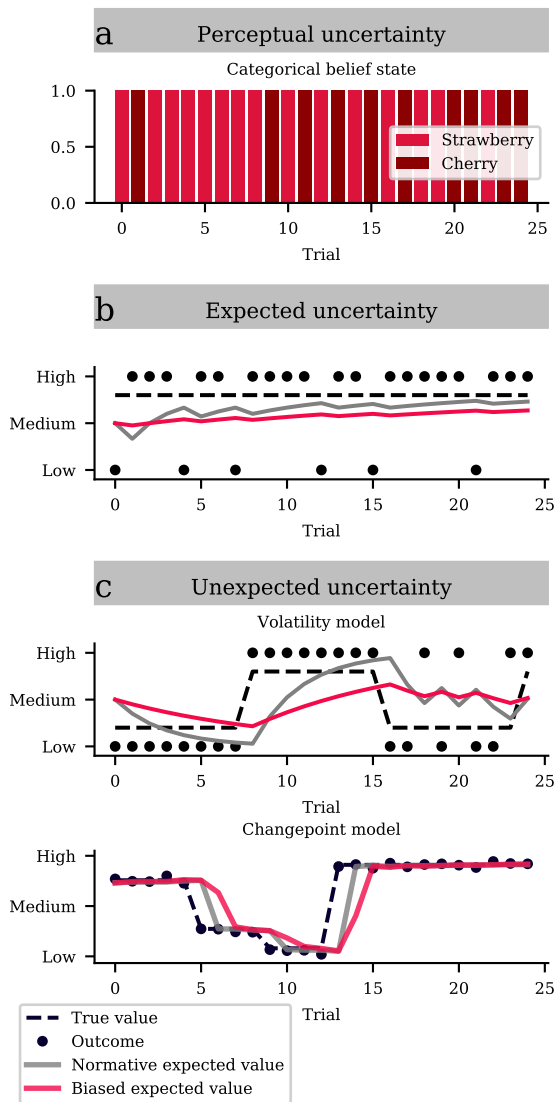 a Perceptual uncertainty
Categorical belief state
1.0
0.5
0.0
Strawberry
Cherry
0 5 10 15 20 25
Trial
b Expected uncertainty
High
Medium
Low
0 5 10 15 20 25
Trial
c Unexpected uncertainty
Volatility model
High
Medium
Low
0 5 10 15 20 25
Trial
Changepoint model
High
Medium
Low
0 5 10 15 20 25
Trial
True value
Outcome
Normative expected value
Biased expected value